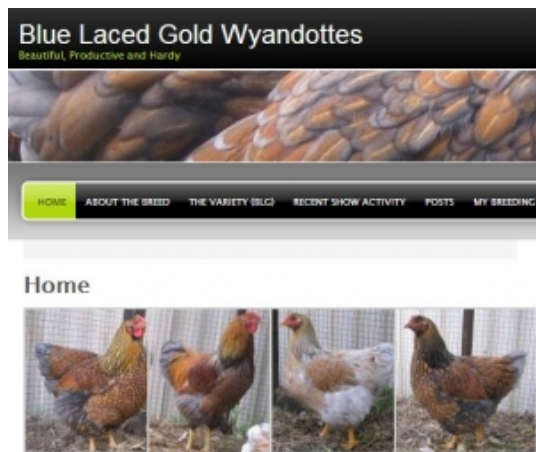 Blue Laced Gold Wyandottes
Beautiful, Productive and Hardy
HOME ABOUT THE BREED THE VARIETY (BLG) RECENT SHOW ACTIVITY POSTS MY BREEDING
Home